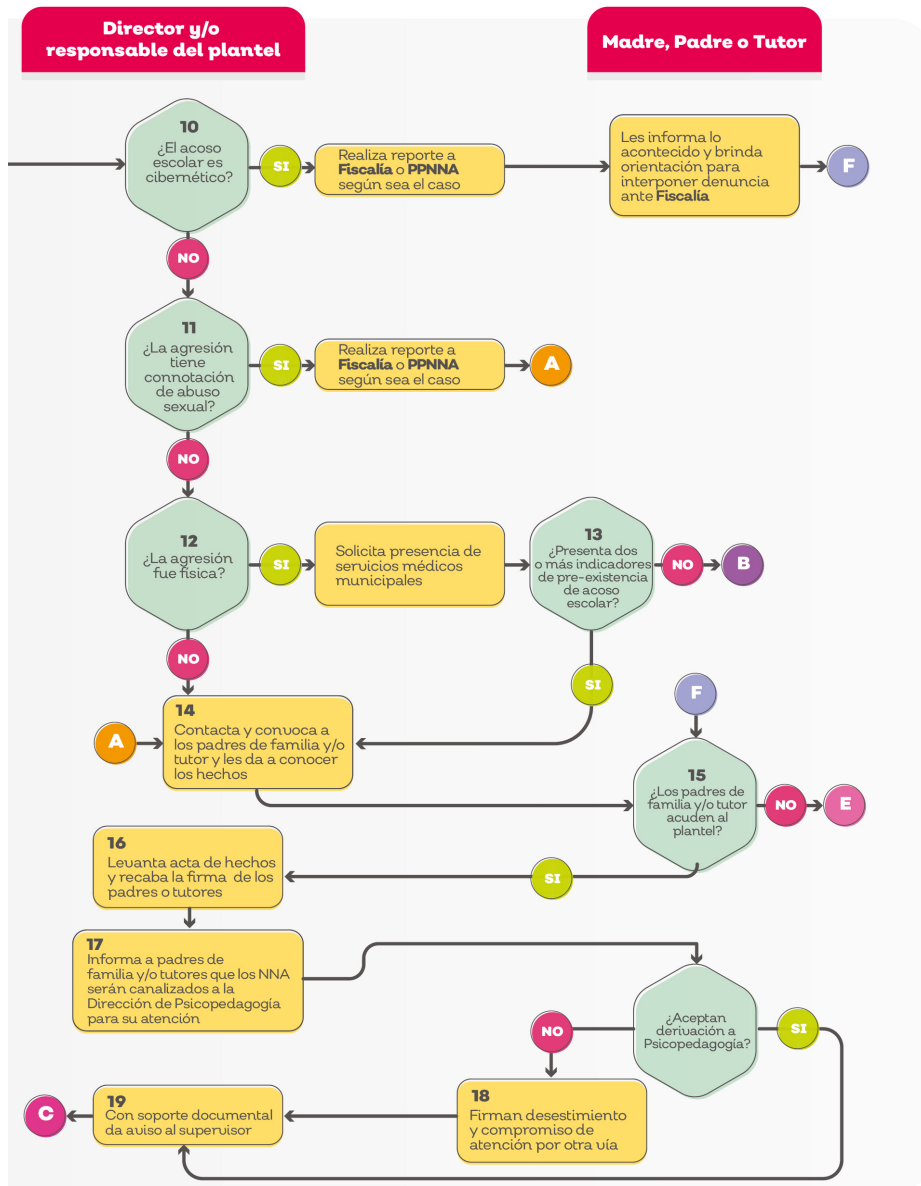 Director y/o
responsable del plantel
Madre, Padre o Tutor
10
¿El acoso
escolar es
cibernético?
SI
Realiza reporte a
Fiscalía o PPNNA
según sea el caso
Les informa lo
acontecido y brinda
orientación para
interponer denuncia
ante Fiscalía
F
NO
11
¿La agresión
tiene
connotación
de abuso
sexual?
SI
Realiza reporte a
Fiscalía o PPNNA
según sea el caso
A
NO
12
¿La agresión
fue física?
SI
Solicita presencia de
servicios médicos
municipales
13
¿Presenta dos
o más indicadores
de pre-existencia
de acoso
escolar?
NO
B
NO
SI
14
Contacta y convoca a
los padres de familia y/o
tutor y les da a conocer
los hechos
A
F
15
¿Los padres de
familia y/o tutor
acuden al
plantel?
NO
E
SI
16
Levanta acta de hechos
y recaba la firma de los
padres o tutores
17
Informa a padres de
familia y/o tutores que los NNA
serán canalizados a la
Dirección de Psicopedagogía
para su atención
¿Aceptan
derivación a
Psicopedagogía?
NO
SI
18
Firman desestimiento
y compromiso de
atención por otra vía
19
Con soporte documental
da aviso al supervisor
C